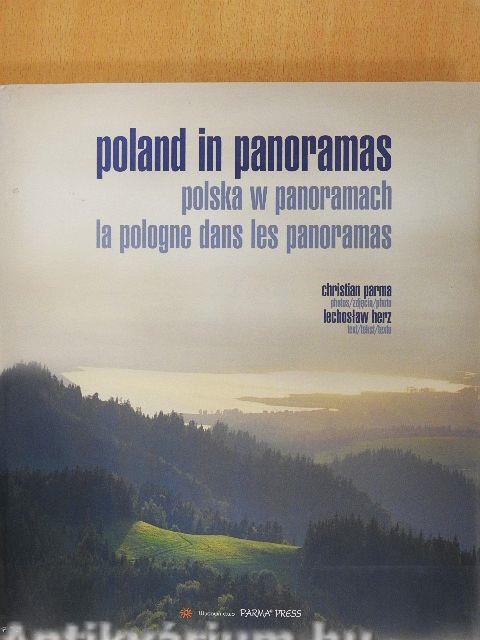 poland in panoramas
polska w panoramach
la pologne dans les panoramas
christian parma
photos/zdjęcia/photo
lechosław herz
text/tekst/texte
Wydawnictwo PARMA® PRESS
Antikvárium.hu